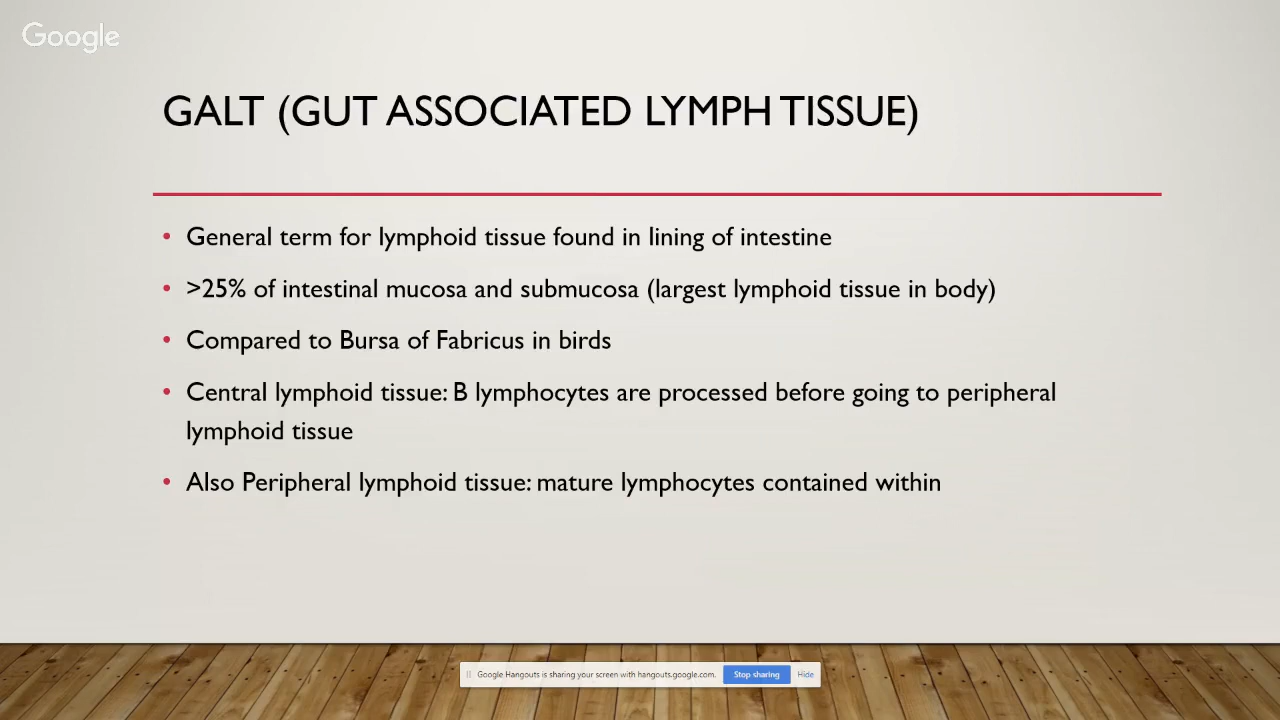 Google
GALT (GUT ASSOCIATED LYMPH TISSUE)
• General term for lymphoid tissue found in lining of intestine
• >25% of intestinal mucosa and submucosa (largest lymphoid tissue in body)
• Compared to Bursa of Fabricus in birds
• Central lymphoid tissue: B lymphocytes are processed before going to peripheral
lymphoid tissue
• Also Peripheral lymphoid tissue: mature lymphocytes contained within
Google Hangouts is sharing your screen with hangouts.google.com. Stop sharing Hide